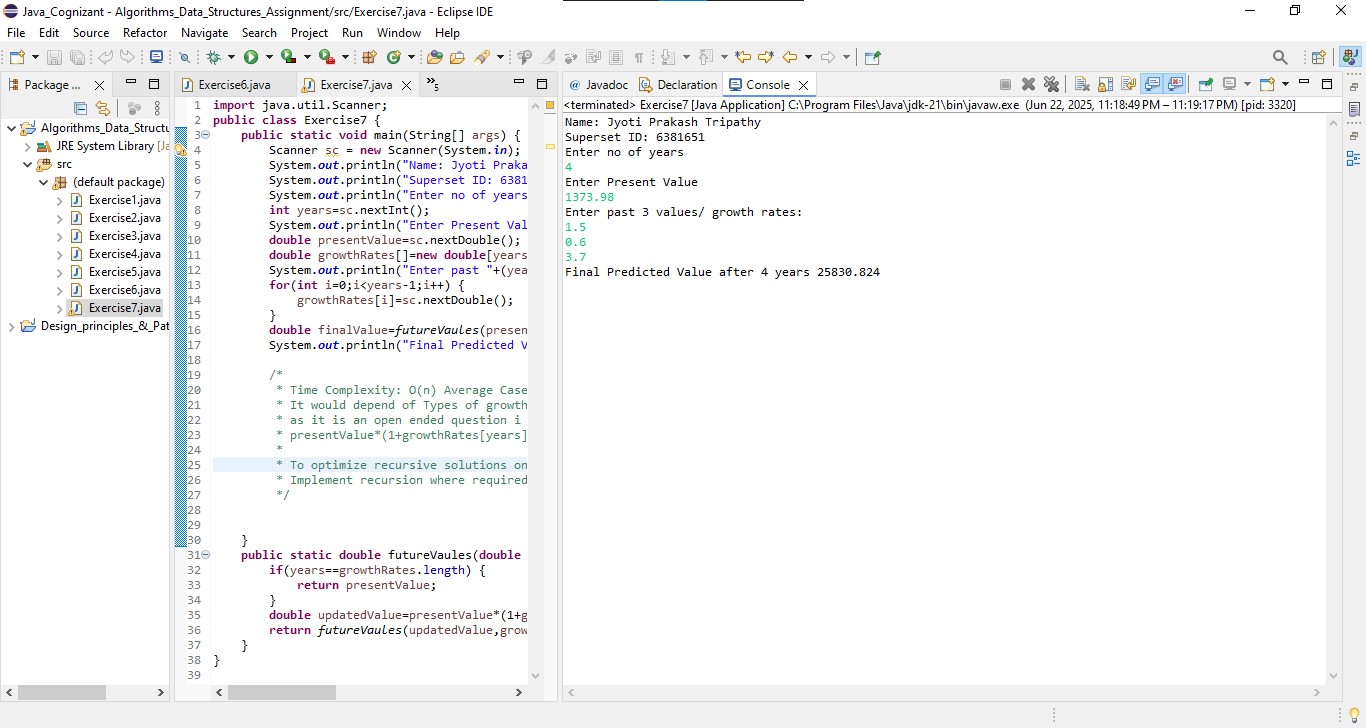 Java_Cognizant - Algorithms_Data_Structures_Assignment/src/Exercise7.java - Eclipse IDE
File Edit Source Refactor Navigate Search Project Run Window Help
Package ...
Exercise6.java
Exercise7.java
»5
Javadoc
Declaration
Console
Algorithms_Data_Structu
JRE System Library [Ja
src
(default package)
Exercise1.java
Exercise2.java
Exercise3.java
Exercise4.java
Exercise5.java
Exercise6.java
Exercise7.java
Design_principles_&_Pat
1 import java.util.Scanner;
2 public class Exercise7 {
3 public static void main(String[] args) {
4 Scanner sc = new Scanner(System.in);
5 System.out.println("Name: Jyoti Praka
6 System.out.println("Superset ID: 6381
7 System.out.println("Enter no of years
8 int years=sc.nextInt();
9 System.out.println("Enter Present Val
10 double presentValue=sc.nextDouble();
11 double growthRates[]=new double[years
12 System.out.println("Enter past "+(yea
13 for(int i=0;i<years-1;i++) {
14 growthRates[i]=sc.nextDouble();
15 }
16 double finalValue=futureVaules(presen
17 System.out.println("Final Predicted V
18
19 /*
20 * Time Complexity: O(n) Average Case
21 * It would depend of Types of growth
22 * as it is an open ended question i
23 * presentValue*(1+growthRates[years]
24 *
25 * To optimize recursive solutions on
26 * Implement recursion where required
27 */
28
29
30 }
31 public static double futureVaules(double
32 if(years==growthRates.length) {
33 return presentValue;
34 }
35 double updatedValue=presentValue*(1+g
36 return futureVaules(updatedValue,grow
37 }
38 }
39
<terminated> Exercise7 [Java Application] C:\Program Files\Java\jdk-21\bin\javaw.exe (Jun 22, 2025, 11:18:49 PM – 11:19:17 PM) [pid: 3320]
Name: Jyoti Prakash Tripathy
Superset ID: 6381651
Enter no of years
4
Enter Present Value
1373.98
Enter past 3 values/ growth rates:
1.5
0.6
3.7
Final Predicted Value after 4 years 25830.824